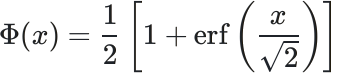 Φ(x) = 1/2 [1 + erf (x/√2)]